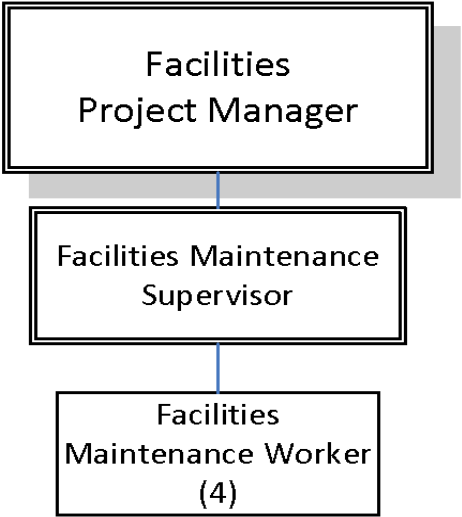 Facilities
Project Manager
Facilities Maintenance
Supervisor
Facilities
Maintenance Worker
(4)